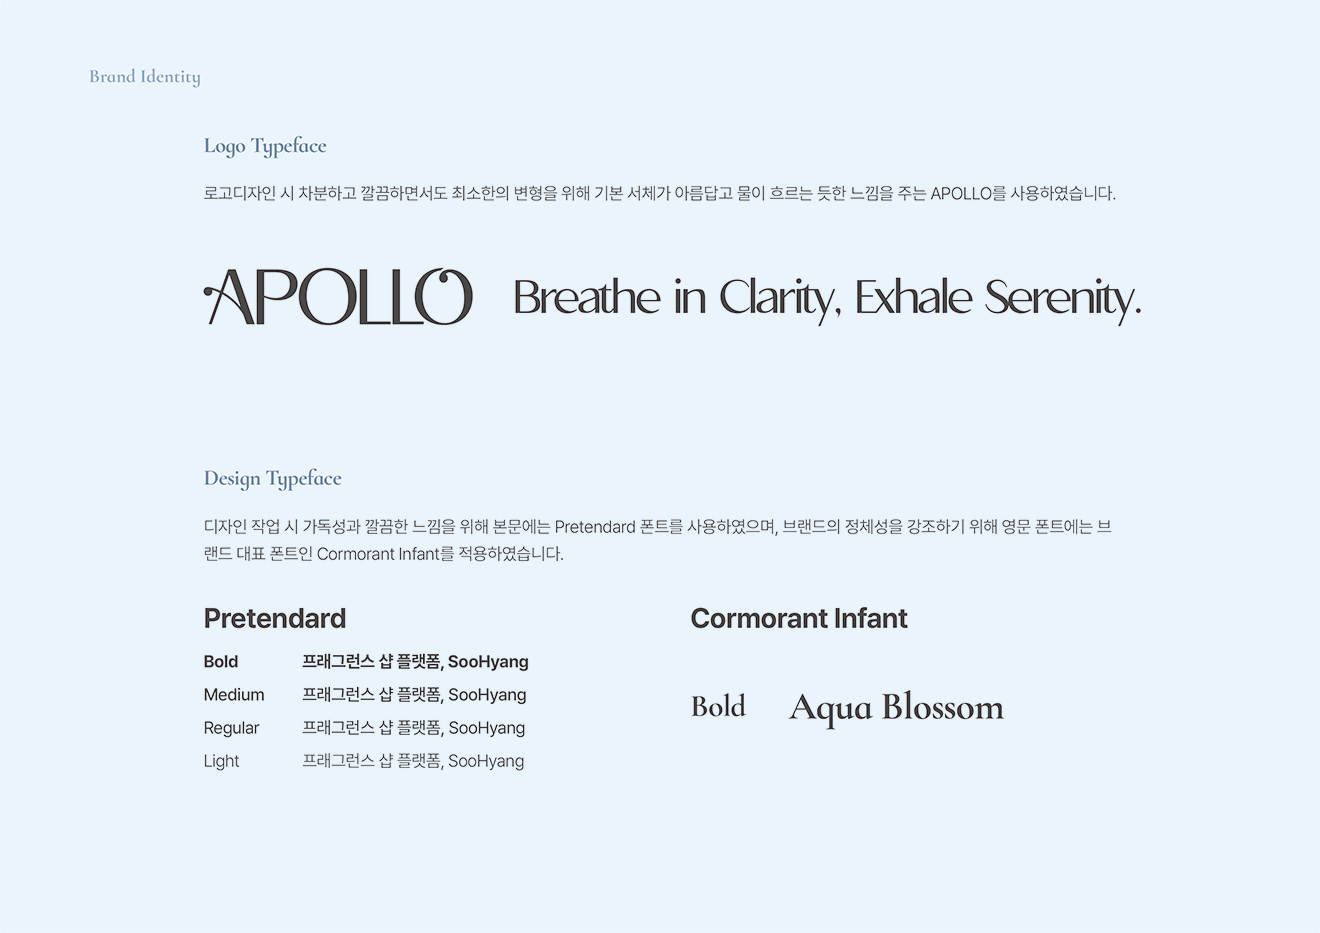 Brand Identity
Logo Typeface
로고디자인 시 차분하고 깔끔하면서도 최소한의 변형을 위해 기본 서체가 아름답고 물이 흐르는 듯한 느낌을 주는 APOLLO를 사용하였습니다.
APOLLO Breathe in Clarity, Exhale Serenity.
Design Typeface
디자인 작업 시 가독성과 깔끔한 느낌을 위해 본문에는 Pretendard 폰트를 사용하였으며, 브랜드의 정체성을 강조하기 위해 영문 폰트에는 브
랜드 대표 폰트인 Cormorant Infant를 적용하였습니다.
Pretendard
Bold 프래그런스 샵 플랫폼, SooHyang
Medium 프래그런스 샵 플랫폼, SooHyang
Regular 프래그런스 샵 플랫폼, SooHyang
Light 프래그런스 샵 플랫폼, SooHyang
Cormorant Infant
Bold Aqua Blossom